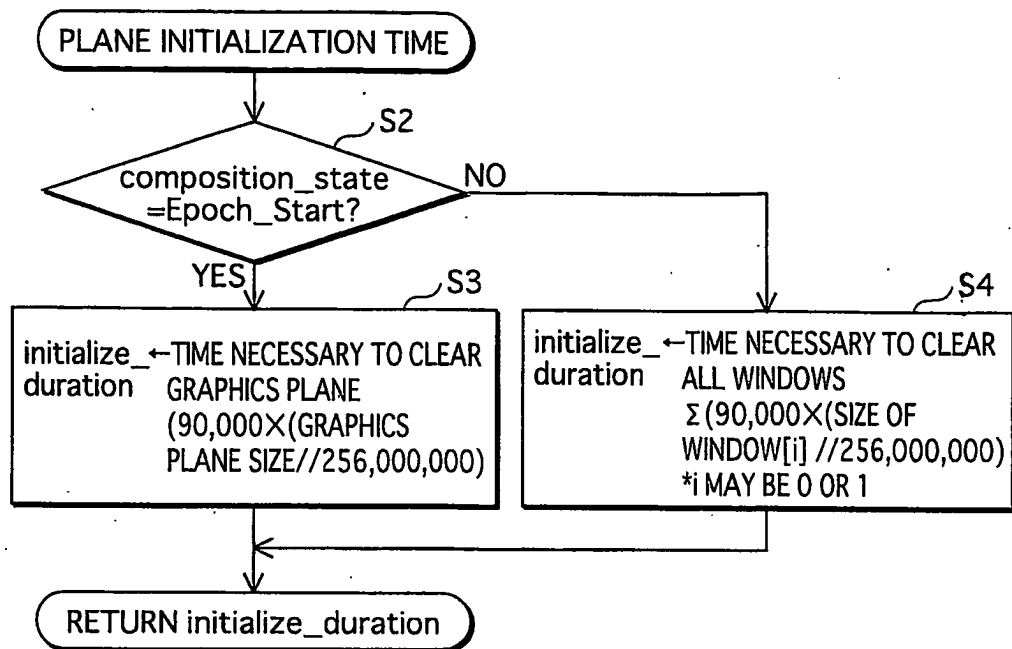 PLANE INITIALIZATION TIME
S2
composition_state
=Epoch_Start?
NO
YES
S3
initialize_ ←TIME NECESSARY TO CLEAR
duration GRAPHICS PLANE
(90,000×(GRAPHICS
PLANE SIZE//256,000,000)
S4
initialize_ ←TIME NECESSARY TO CLEAR
duration ALL WINDOWS
Σ(90,000×(SIZE OF
WINDOW[i] //256,000,000)
*i MAY BE 0 OR 1
RETURN initialize_duration